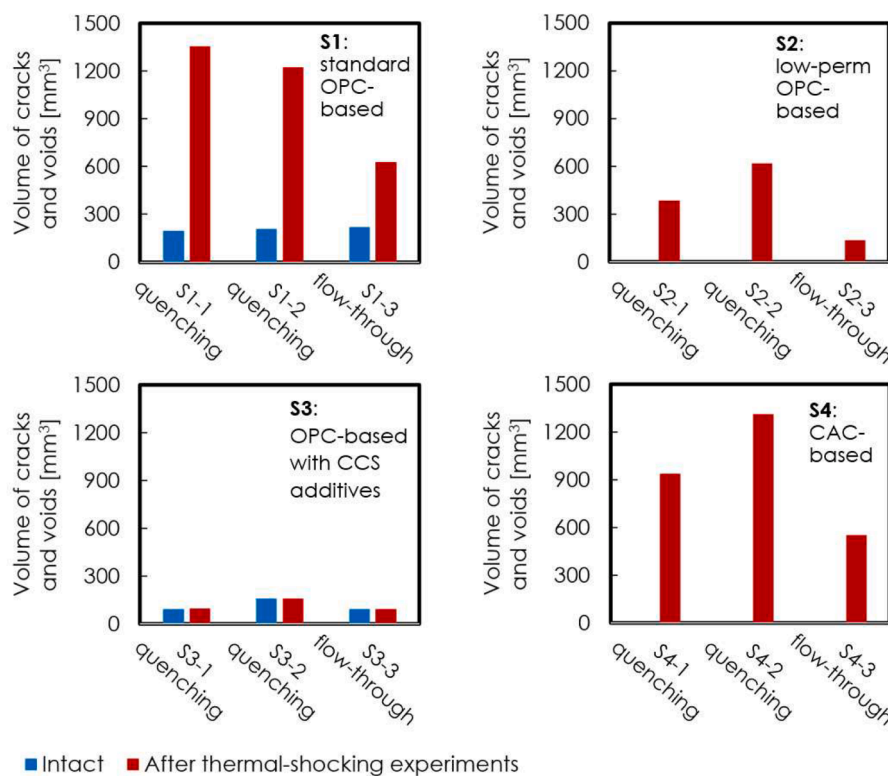 Volume of cracks
and voids [mm³]
1500
1200
900
600
300
0
S1:
standard
OPC-
based
S1-1
quenching
S1-2
quenching
S1-3
flow-through
Volume of cracks
and voids [mm³]
1500
1200
900
600
300
0
S2:
low-perm
OPC-
based
S2-1
quenching
S2-2
quenching
S2-3
flow-through
Volume of cracks
and voids [mm³]
1500
1200
900
600
300
0
S3:
OPC-based
with CCS
additives
S3-1
quenching
S3-2
quenching
S3-3
flow-through
Volume of cracks
and voids [mm³]
1500
1200
900
600
300
0
S4:
CAC-
based
S4-1
quenching
S4-2
quenching
S4-3
flow-through
Intact
After thermal-shocking experiments